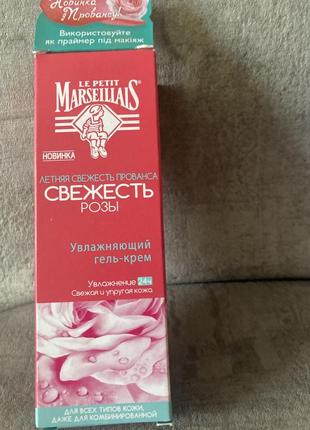 Новинка
из Провансу!
Використовуйте
як праймер під макіяж
LE PETIT
MARSEILLAIS
НОВИНКА
ЛЕТНЯЯ СВЕЖЕСТЬ ПРОВАНСА
СВЕЖЕСТЬ
РОЗЫ
Увлажняющий
гель-крем
Увлажнение 24ч
Свежая и упругая кожа
ДЛЯ ВСЕХ ТИПОВ КОЖИ,
ДАЖЕ ДЛЯ КОМБИНИРОВАННОЙ